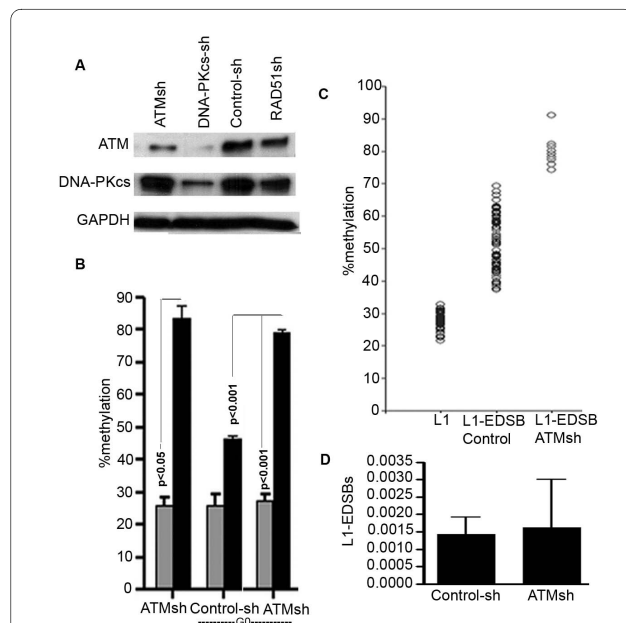 A
ATMsh
DNA-PKcs-sh
Control-sh
RAD51sh
ATM
DNA-PKcs
GAPDH
B
90
80
70
60
50
40
30
20
10
0
%methylation
p<0.05
p<0.001
p<0.001
ATMsh
Control-sh
ATMsh
----------G0-----------
C
100
90
80
70
60
50
40
30
20
10
0
%methylation
L1
L1-EDSB
Control
L1-EDSB
ATMsh
D
0.0035
0.0030
0.0025
0.0020
0.0015
0.0010
0.0005
0.0000
L1-EDSBs
Control-sh
ATMsh